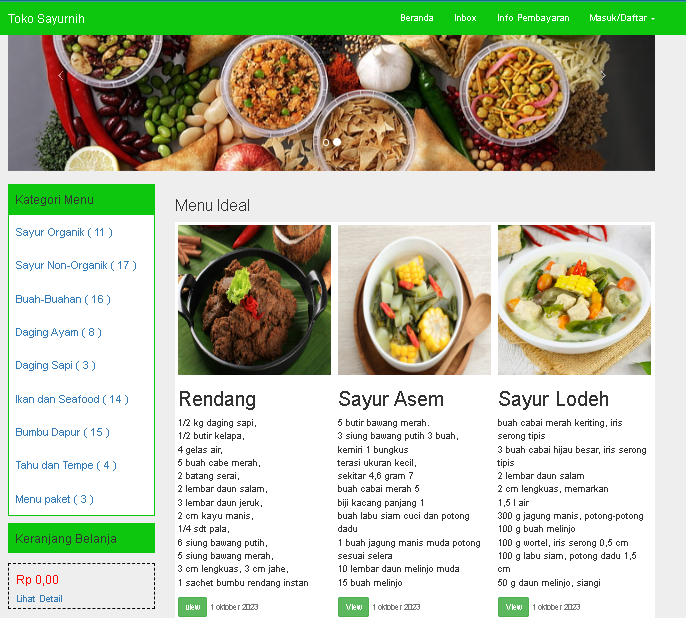 Toko Sayurnih
Beranda
Inbox
Info Pembayaran
Masuk/Daftar
Kategori Menu
Sayur Organik ( 11 )
Sayur Non-Organik ( 17 )
Buah-Buahan ( 16 )
Daging Ayam ( 8 )
Daging Sapi ( 3 )
Ikan dan Seafood ( 14 )
Bumbu Dapur ( 15 )
Tahu dan Tempe ( 4 )
Menu paket ( 3 )
Keranjang Belanja
Rp 0,00
Lihat Detail
Menu Ideal
Rendang
1/2 kg daging sapi,
1/2 butir kelapa,
4 gelas air,
5 buah cabe merah,
2 batang serai,
2 lembar daun salam,
3 lembar daun jeruk,
2 cm kayu manis,
1/4 sdt pala,
6 siung bawang putih,
5 siung bawang merah,
3 cm lengkuas, 3 cm jahe,
1 sachet bumbu rendang instan
view 1 oktober 2023
Sayur Asem
5 butir bawang merah.
3 siung bawang putih 3 buah,
kemiri 1 bungkus
terasi ukuran kecil,
sekitar 4,6 gram 7
buah cabai merah 5
biji kacang panjang 1
buah labu siam cuci dan potong
dadu
1 buah jagung manis muda potong
sesuai selera
10 lembar daun melinjo muda
15 buah melinjo
View 1 oktober 2023
Sayur Lodeh
buah cabai merah keriting, iris
serong tipis
3 buah cabai hijau besar, iris serong
tipis
2 lembar daun salam
2 cm lengkuas, memarkan
1,5 l air
300 g jagung manis, potong-potong
100 g buah melinjo
100 g wortel, iris serong 0,5 cm
100 g labu siam, potong dadu 1,5
cm
50 g daun melinjo, siangi
View 1 oktober 2023